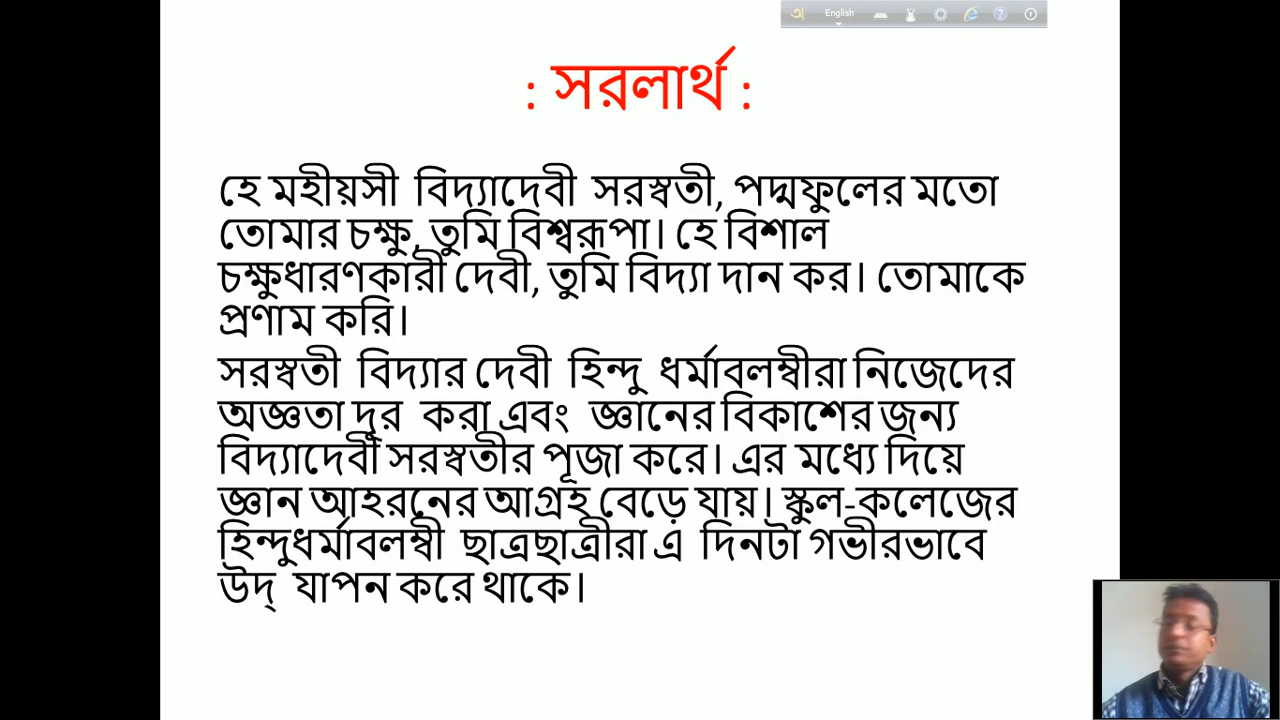 অ English
: সরলার্থ :
হে মহীয়সী বিদ্যাদেবী সরস্বতী, পদ্মফুলের মতো
তোমার চক্ষু, তুমি বিশ্বরূপা। হে বিশাল
চক্ষুধারণকারী দেবী, তুমি বিদ্যা দান কর। তোমাকে
প্রণাম করি।
সরস্বতী বিদ্যার দেবী হিন্দু ধর্মাবলম্বীরা নিজেদের
অজ্ঞতা দূর করা এবং জ্ঞানের বিকাশের জন্য
বিদ্যাদেবী সরস্বতীর পূজা করে। এর মধ্যে দিয়ে
জ্ঞান আহরনের আগ্রহ বেড়ে যায়। স্কুল-কলেজের
হিন্দুধর্মাবলম্বী ছাত্রছাত্রীরা এ দিনটা গভীরভাবে
উদ্ যাপন করে থাকে।